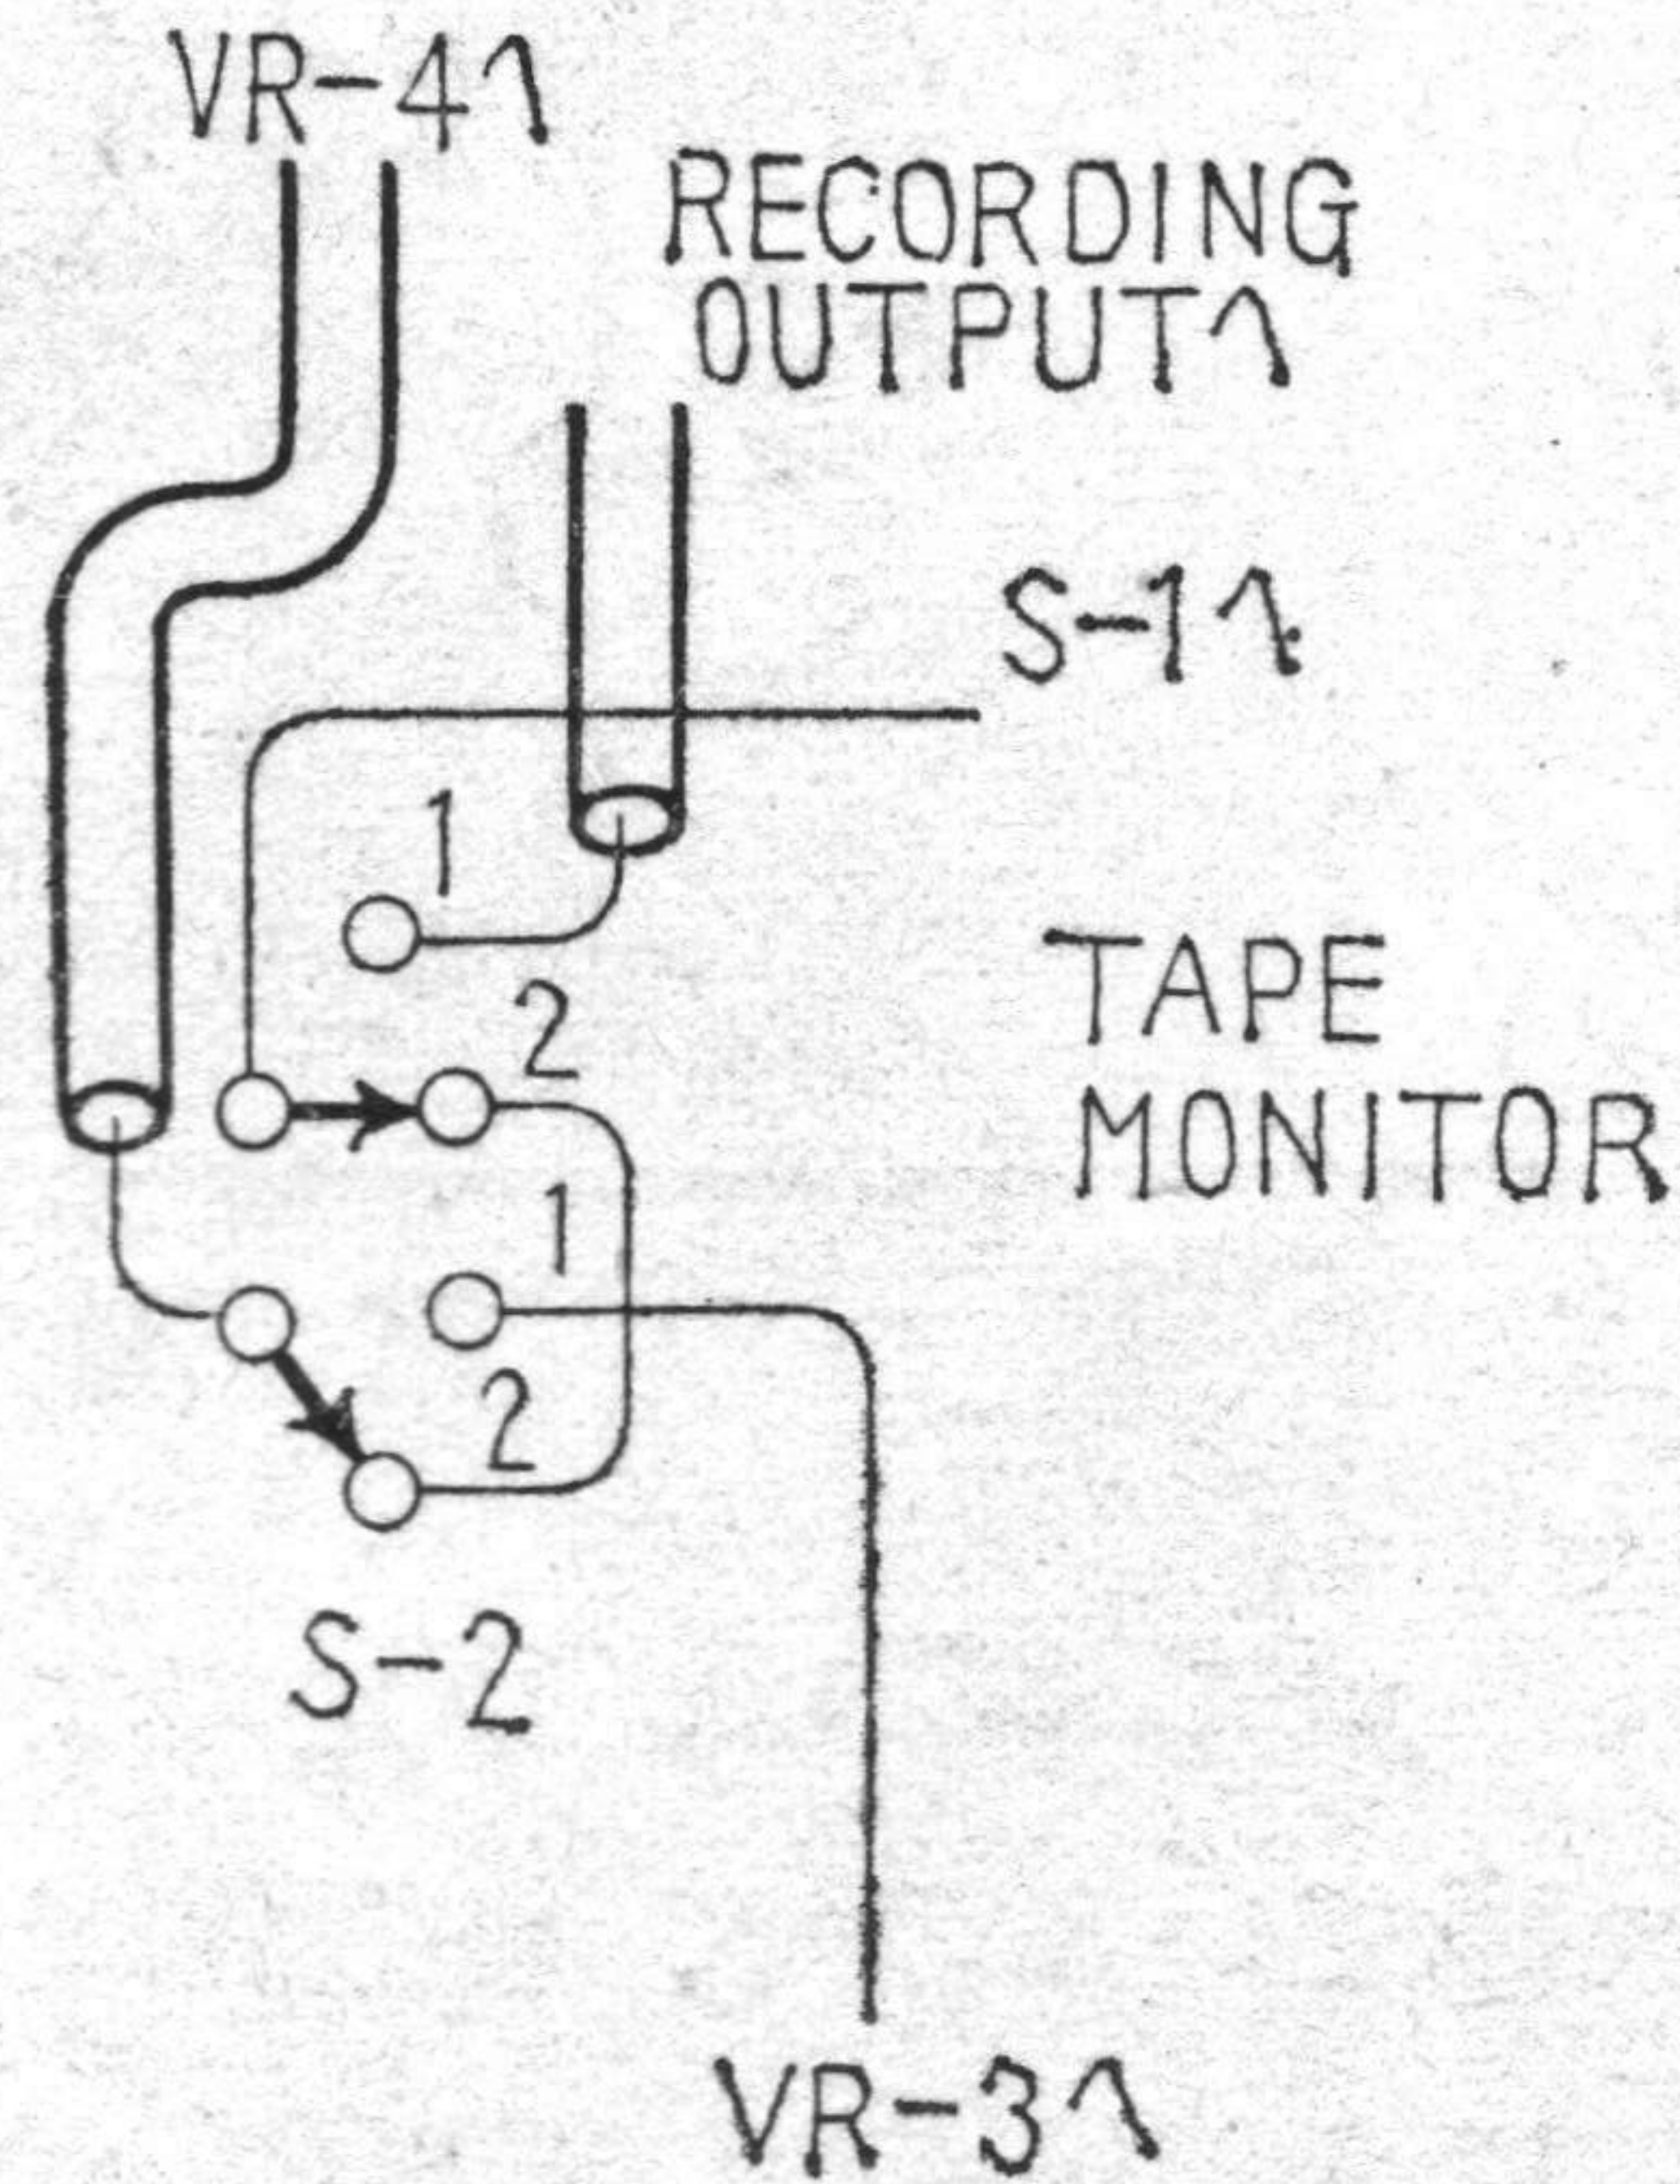 VR-4へ
RECORDING
OUTPUTへ
S-1へ
1
2
TAPE
MONITOR
1
2
S-2
VR-3へ